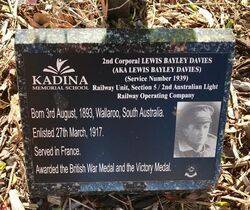 KADINA
MEMORIAL SCHOOL
2nd Corporal LEWIS BAYLEY DAVIES
(AKA LEWIS BAYLEY DAVIES)
(Service Number 1939)
Railway Unit, Section 5 / 2nd Australian Light
Railway Operating Company
Born 3rd August, 1893, Wallaroo, South Australia.
Enlisted 27th March, 1917.
Served in France.
Awarded the British War Medal and the Victory Medal.